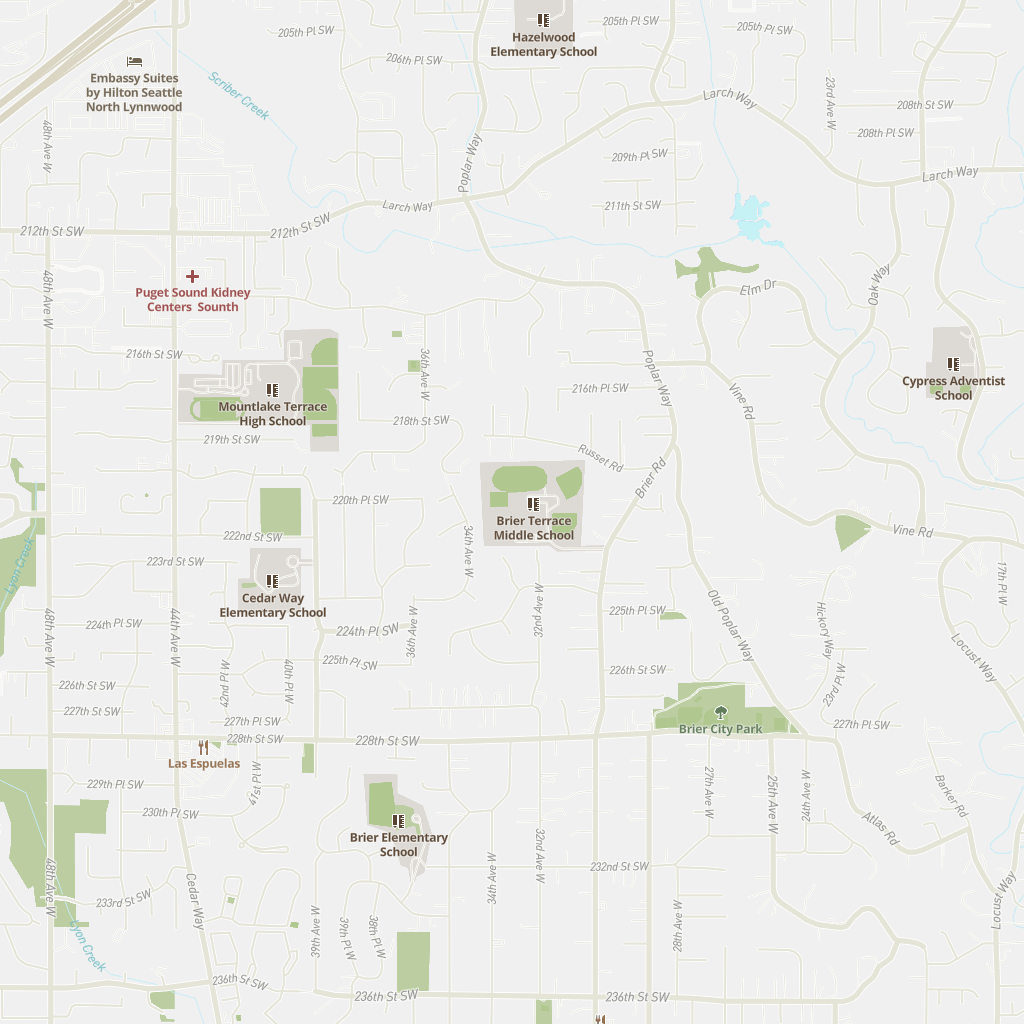 205th Pl SW
205th Pl SW
205th Pl SW
Hazelwood
Elementary School
206th Pl SW
Embassy Suites
by Hilton Seattle
North Lynnwood
Scriber Creek
Larch Way
23rd Ave W
208th St SW
208th Pl SW
48th Ave W
Poplar Way
209th Pl SW
Larch Way
Larch Way
211th St SW
212th St SW
212th St SW
Puget Sound Kidney
Centers Sounth
48th Ave W
Elm Dr
Oak Way
216th St SW
36th Ave W
Poplar Way
216th Pl SW
Cypress Adventist
School
Mountlake Terrace
High School
Vine Rd
218th St SW
219th St SW
Russet Rd
Brier Rd
220th Pl SW
Brier Terrace
Middle School
Vine Rd
222nd St SW
34th Ave W
223rd St SW
Lyon Creek
17th Pl W
Cedar Way
Elementary School
32nd Ave W
225th Pl SW
Old Poplar Way
Hickory Way
48th Ave W
44th Ave W
224th St SW
224th Pl SW
36th Ave W
Locust Way
225th Pl SW
226th St SW
226th St SW
42nd Pl W
40th Pl W
23rd Pl W
227th St SW
227th Pl SW
Brier City Park
227th Pl SW
228th St SW
228th St SW
Las Espuelas
229th Pl SW
41st Pl W
27th Ave W
25th Ave W
24th Ave W
Barker Rd
230th Pl SW
Brier Elementary
School
Atlas Rd
32nd Ave W
232nd St SW
34th Ave W
48th Ave W
233rd St SW
Cedar Way
Locust Way
39th Ave W
39th Pl W
38th Pl W
28th Ave W
Lyon Creek
236th St SW
236th St SW
236th St SW